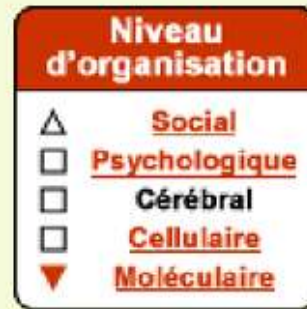 Niveau
d'organisation
Social
Psychologique
Cérébral
Cellulaire
Moléculaire